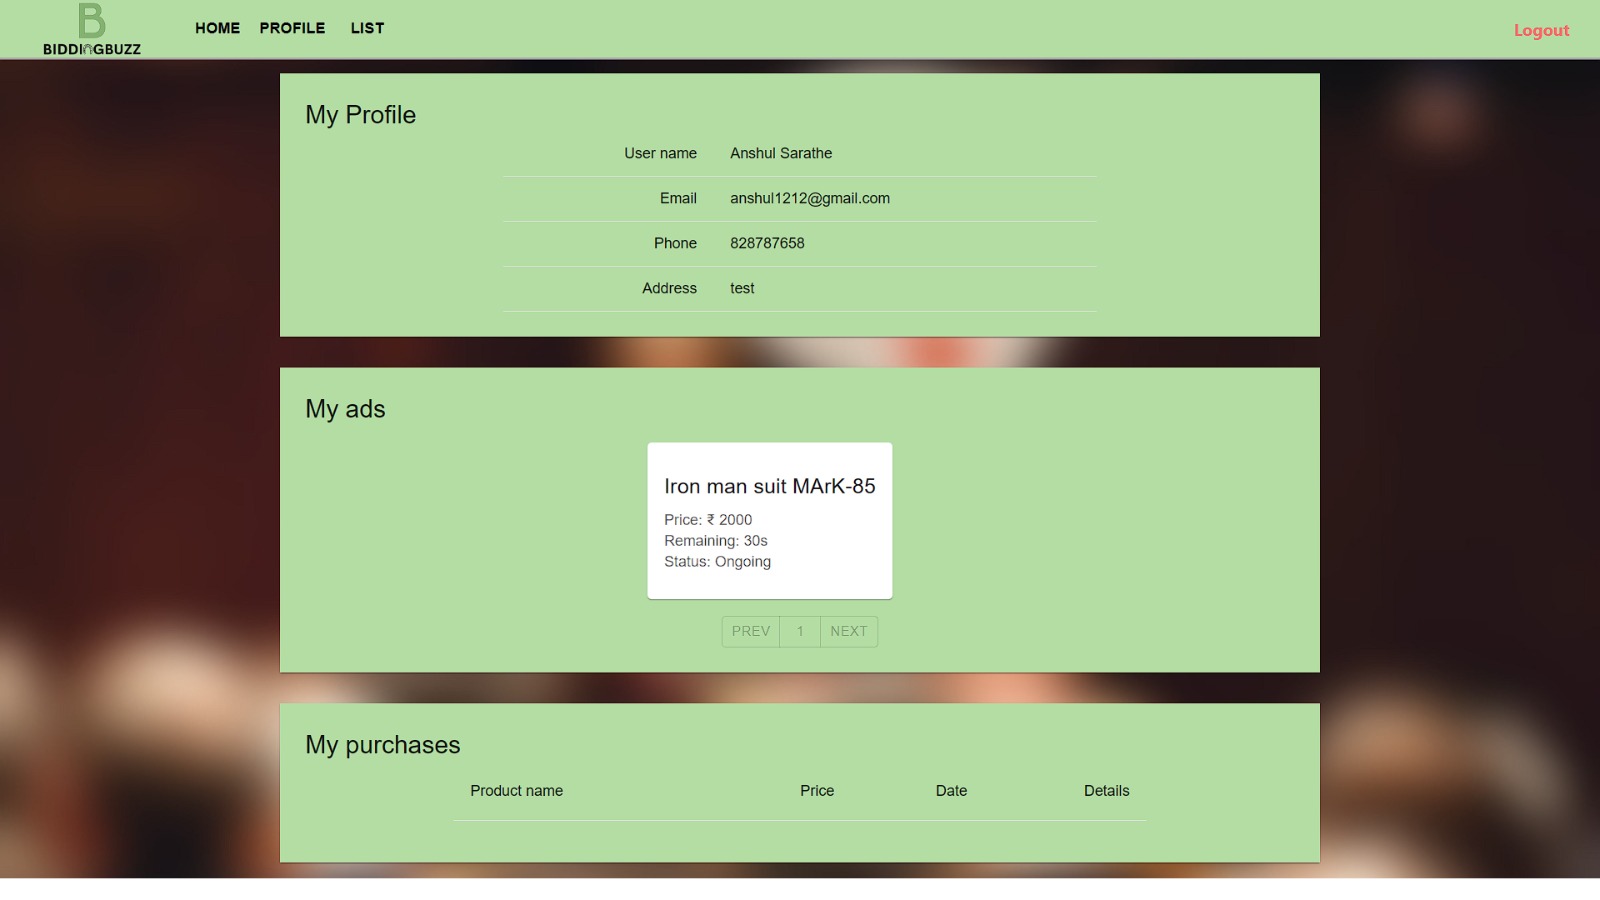 B
BIDDINGBUZZ
HOME PROFILE LIST
Logout
My Profile
User name Anshul Sarathe
Email anshul1212@gmail.com
Phone 828787658
Address test
My ads
Iron man suit MArK-85
Price: ₹ 2000
Remaining: 30s
Status: Ongoing
PREV 1 NEXT
My purchases
Product name Price Date Details